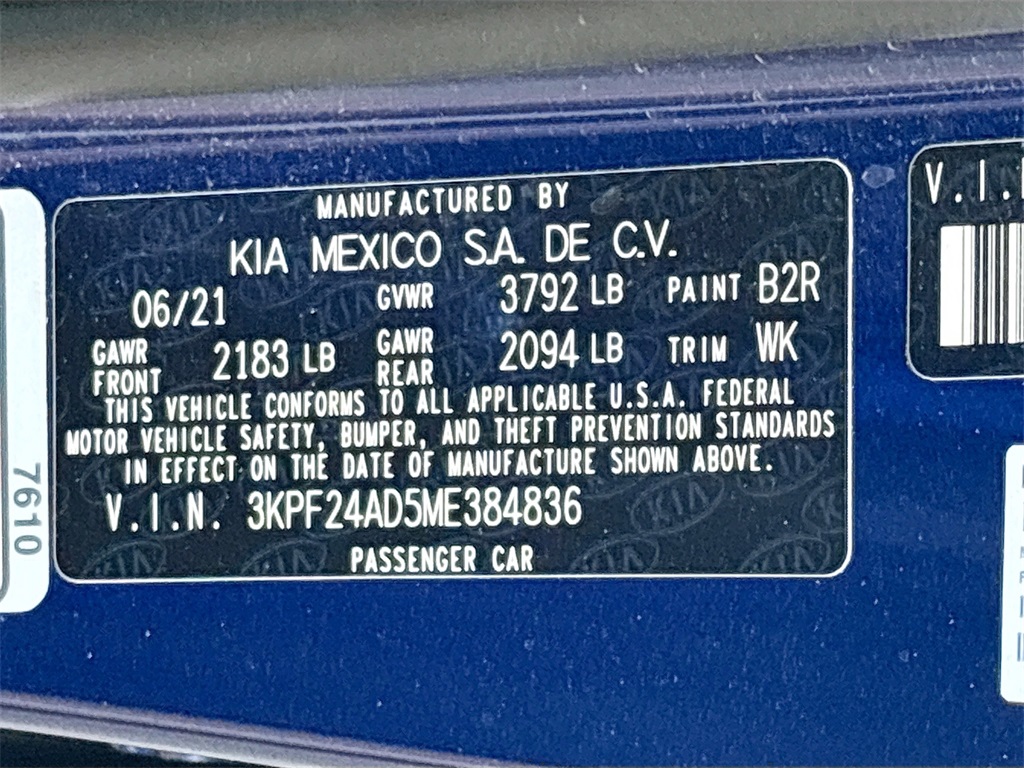 MANUFACTURED BY
KIA MEXICO S.A. DE C.V.
06/21 GVWR 3792 LB PAINT B2R
GAWR FRONT 2183 LB GAWR REAR 2094 LB TRIM WK
THIS VEHICLE CONFORMS TO ALL APPLICABLE U.S.A. FEDERAL
MOTOR VEHICLE SAFETY, BUMPER, AND THEFT PREVENTION STANDARDS
IN EFFECT ON THE DATE OF MANUFACTURE SHOWN ABOVE.
V.I.N. 3KPF24AD5ME384836
PASSENGER CAR
7610
V.I.